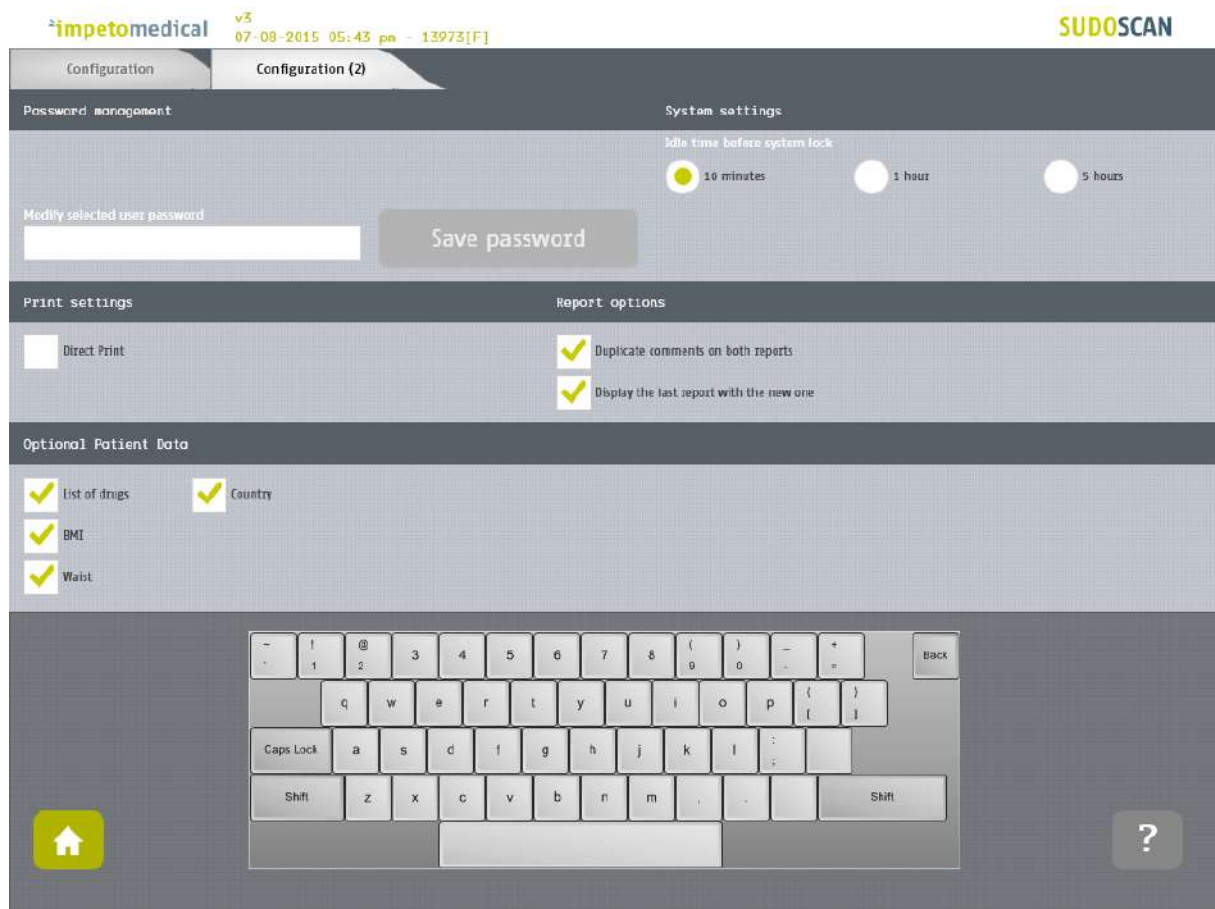 impetomedical
v3
07-08-2015 05:43 pm - 13973[F]
SUDOSCAN
Configuration
Configuration (2)
Password management
System settings
Idle time before system lock
10 minutes
1 hour
5 hours
Modify selected user password
Save password
Print settings
Report options
Direct Print
Duplicate comments on both reports
Display the last report with the new one
Optional Patient Data
List of drugs
Country
BMI
Waist
~ ! @ 3 4 5 6 7 8 ( ) _ + Back
` 1 2 9 0 - =
q w e r t y u i o p { }
[ ]
Caps Lock a s d f g h j k l :
;
Shift z x c v b n m , . Shift
?